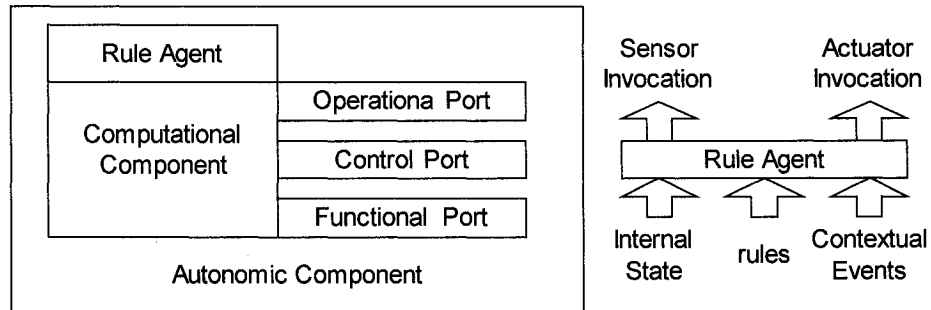 Rule Agent
Computational
Component
Operationa Port
Control Port
Functional Port
Autonomic Component
Sensor
Invocation
Actuator
Invocation
Rule Agent
Internal
State
rules
Contextual
Events